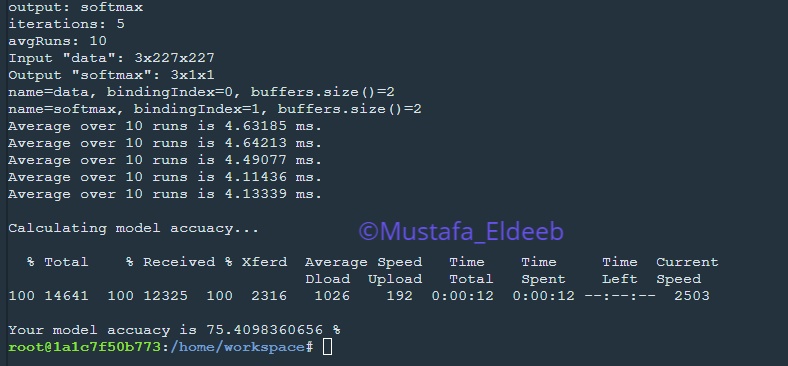 output: softmax
iterations: 5
avgRuns: 10
Input "data": 3x227x227
Output "softmax": 3x1x1
name=data, bindingIndex=0, buffers.size()=2
name=softmax, bindingIndex=1, buffers.size()=2
Average over 10 runs is 4.63185 ms.
Average over 10 runs is 4.64213 ms.
Average over 10 runs is 4.49077 ms.
Average over 10 runs is 4.11436 ms.
Average over 10 runs is 4.13339 ms.
Calculating model accuacy...
©Mustafa_Eldeeb
% Total % Received % Xferd Average Speed Time Time Time Current
Dload Upload Total Spent Left Speed
100 14641 100 12325 100 2316 1026 192 0:00:12 0:00:12 --:--:-- 2503
Your model accuacy is 75.4098360656 %
root@1a1c7f50b773:/home/workspace#